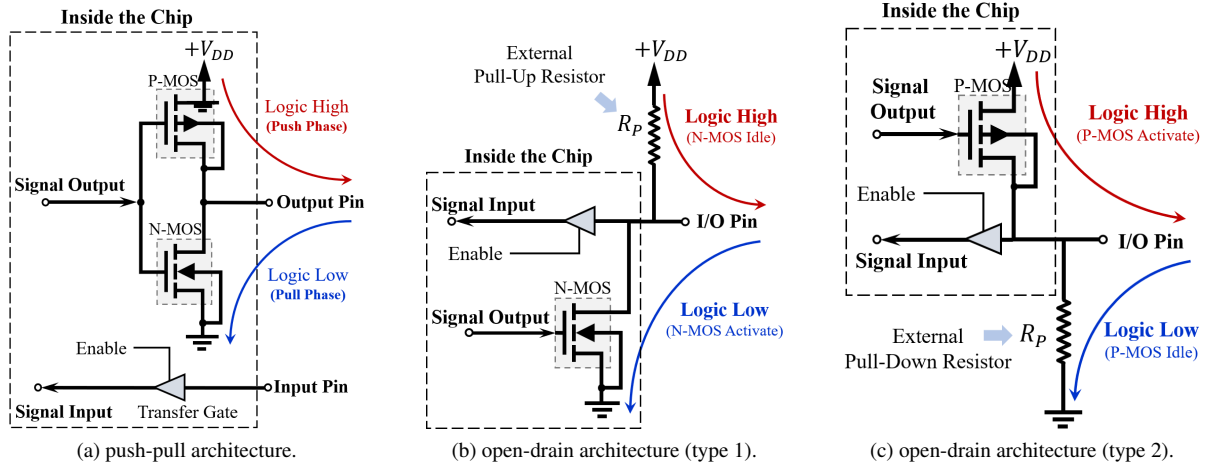 Inside the Chip
+V_DD
P-MOS
Logic High
(Push Phase)
Signal Output
Output Pin
N-MOS
Logic Low
(Pull Phase)
Enable
Input Pin
Signal Input
Transfer Gate
(a) push-pull architecture.
External
Pull-Up Resistor
+V_DD
R_P
Logic High
(N-MOS Idle)
Inside the Chip
Signal Input
I/O Pin
Enable
N-MOS
Signal Output
Logic Low
(N-MOS Activate)
(b) open-drain architecture (type 1).
Inside the Chip
+V_DD
P-MOS
Signal
Output
Logic High
(P-MOS Activate)
Enable
I/O Pin
Signal Input
External
Pull-Down Resistor
R_P
Logic Low
(P-MOS Idle)
(c) open-drain architecture (type 2).